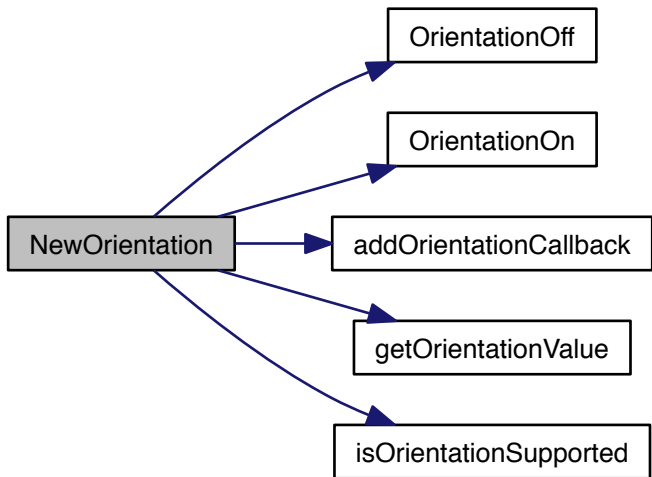 OrientationOff
OrientationOn
NewOrientation
addOrientationCallback
getOrientationValue
isOrientationSupported